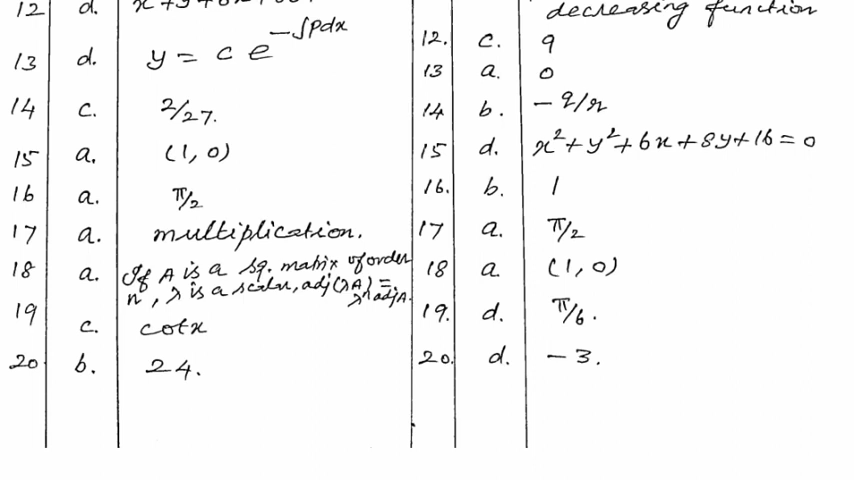 12 d.
13 d. y = c e^-∫Pdx
14 c. 2/27.
15 a. (1, 0)
16 a. π/2
17 a. multiplication.
18 a. If A is a sq. matrix of order
n, λ is a scalar, adj(λA) =
λⁿ adjA.
19 c. cotx
20 b. 24.
decreasing function
12. c. 9
13 a. 0
14 b. -9/2
15 d. x²+y²+6x+8y+16=0
16. b. 1
17 a. π/2
18 a. (1, 0)
19. d. π/6.
20. d. -3.